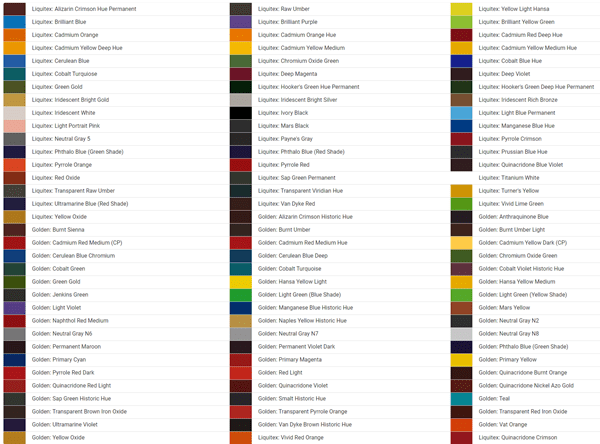 Liquitex: Alizarin Crimson Hue Permanent
Liquitex: Raw Umber
Liquitex: Yellow Light Hansa
Liquitex: Brilliant Blue
Liquitex: Brilliant Purple
Liquitex: Brilliant Yellow Green
Liquitex: Cadmium Orange
Liquitex: Cadmium Orange Hue
Liquitex: Cadmium Red Deep Hue
Liquitex: Cadmium Yellow Deep Hue
Liquitex: Cadmium Yellow Medium
Liquitex: Cadmium Yellow Medium Hue
Liquitex: Cerulean Blue
Liquitex: Chromium Oxide Green
Liquitex: Cobalt Blue Hue
Liquitex: Cobalt Turquoise
Liquitex: Deep Magenta
Liquitex: Deep Violet
Liquitex: Green Gold
Liquitex: Hooker's Green Hue Permanent
Liquitex: Hooker's Green Deep Hue Permanent
Liquitex: Iridescent Bright Gold
Liquitex: Iridescent Bright Silver
Liquitex: Iridescent Rich Bronze
Liquitex: Iridescent White
Liquitex: Ivory Black
Liquitex: Light Blue Permanent
Liquitex: Light Portrait Pink
Liquitex: Mars Black
Liquitex: Manganese Blue Hue
Liquitex: Neutral Gray 5
Liquitex: Payne's Gray
Liquitex: Pyrrole Crimson
Liquitex: Phthalo Blue (Green Shade)
Liquitex: Phthalo Blue (Red Shade)
Liquitex: Prussian Blue Hue
Liquitex: Pyrrole Orange
Liquitex: Pyrrole Red
Liquitex: Quinacridone Blue Violet
Liquitex: Red Oxide
Liquitex: Sap Green Permanent
Liquitex: Titanium White
Liquitex: Transparent Raw Umber
Liquitex: Transparent Viridian Hue
Liquitex: Turner's Yellow
Liquitex: Ultramarine Blue (Red Shade)
Liquitex: Van Dyke Red
Liquitex: Vivid Lime Green
Liquitex: Yellow Oxide
Golden: Alizarin Crimson Historic Hue
Golden: Anthraquinone Blue
Golden: Burnt Sienna
Golden: Burnt Umber
Golden: Burnt Umber Light
Golden: Cadmium Red Medium (CP)
Golden: Cadmium Red Medium Hue
Golden: Cadmium Yellow Dark (CP)
Golden: Cerulean Blue Chromium
Golden: Cerulean Blue Deep
Golden: Chromium Oxide Green
Golden: Cobalt Green
Golden: Cobalt Turquoise
Golden: Cobalt Violet Historic Hue
Golden: Green Gold
Golden: Hansa Yellow Light
Golden: Hansa Yellow Medium
Golden: Jenkins Green
Golden: Light Green (Blue Shade)
Golden: Light Green (Yellow Shade)
Golden: Light Violet
Golden: Manganese Blue Historic Hue
Golden: Mars Yellow
Golden: Naphthol Red Medium
Golden: Naples Yellow Historic Hue
Golden: Neutral Gray N2
Golden: Neutral Gray N6
Golden: Neutral Gray N7
Golden: Neutral Gray N8
Golden: Permanent Maroon
Golden: Permanent Violet Dark
Golden: Phthalo Blue (Green Shade)
Golden: Primary Cyan
Golden: Primary Magenta
Golden: Primary Yellow
Golden: Pyrrole Red Dark
Golden: Red Light
Golden: Quinacridone Burnt Orange
Golden: Quinacridone Red Light
Golden: Quinacridone Violet
Golden: Quinacridone Nickel Azo Gold
Golden: Sap Green Historic Hue
Golden: Smalt Historic Hue
Golden: Teal
Golden: Transparent Brown Iron Oxide
Golden: Transparent Pyrrole Orange
Golden: Transparent Red Iron Oxide
Golden: Ultramarine Violet
Golden: Van Dyke Brown Historic Hue
Golden: Vat Orange
Golden: Yellow Oxide
Liquitex: Vivid Red Orange
Liquitex: Quinacridone Crimson